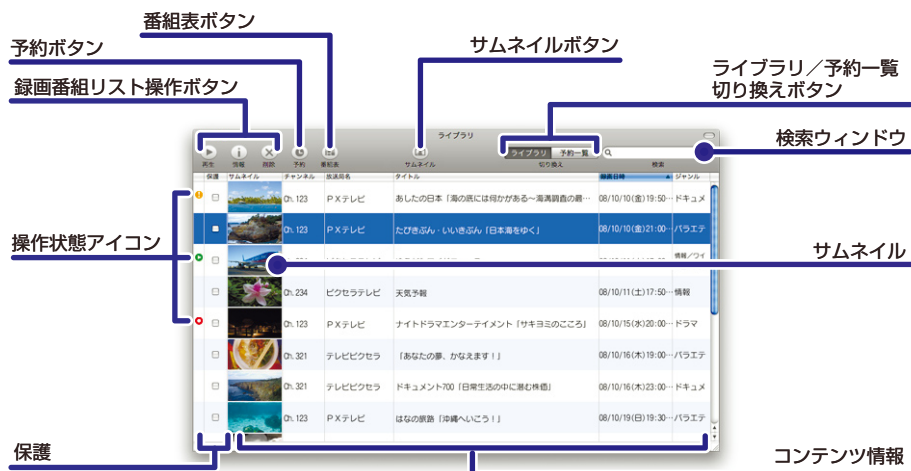 番組表ボタン
予約ボタン
サムネイルボタン
録画番組リスト操作ボタン
ライブラリ／予約一覧
切り換えボタン
検索ウィンドウ
ライブラリ
ライブラリ 予約一覧
再生 情報 削除 予約 番組表 サムネイル 切り換え 検索
保護 サムネイル チャンネル 放送局名 タイトル 録画日時 ジャンル
Ch. 123 PXテレビ あしたの日本「海の底には何かがある〜海溝調査の最… 08/10/10(金)19:50… ドキュメ
Ch. 123 PXテレビ たびきぶん・いいきぶん「日本海をゆく」 08/10/10(金)21:00… バラエテ
操作状態アイコン
サムネイル
情報／ワイ
Ch. 234 ピクセラテレビ 天気予報 08/10/11(土)17:50… 情報
Ch. 123 PXテレビ ナイトドラマエンターテイメント「サキヨミのこころ」 08/10/15(水)20:00… ドラマ
Ch. 321 テレビピクセラ 「あなたの夢、かなえます！」 08/10/16(木)19:00… バラエテ
Ch. 321 テレビピクセラ ドキュメント700「日常生活の中に潜む株価」 08/10/16(木)23:00… ドキュメ
Ch. 123 PXテレビ はなの旅路「沖縄へいこう！」 08/10/19(日)19:30… バラエテ
保護
コンテンツ情報